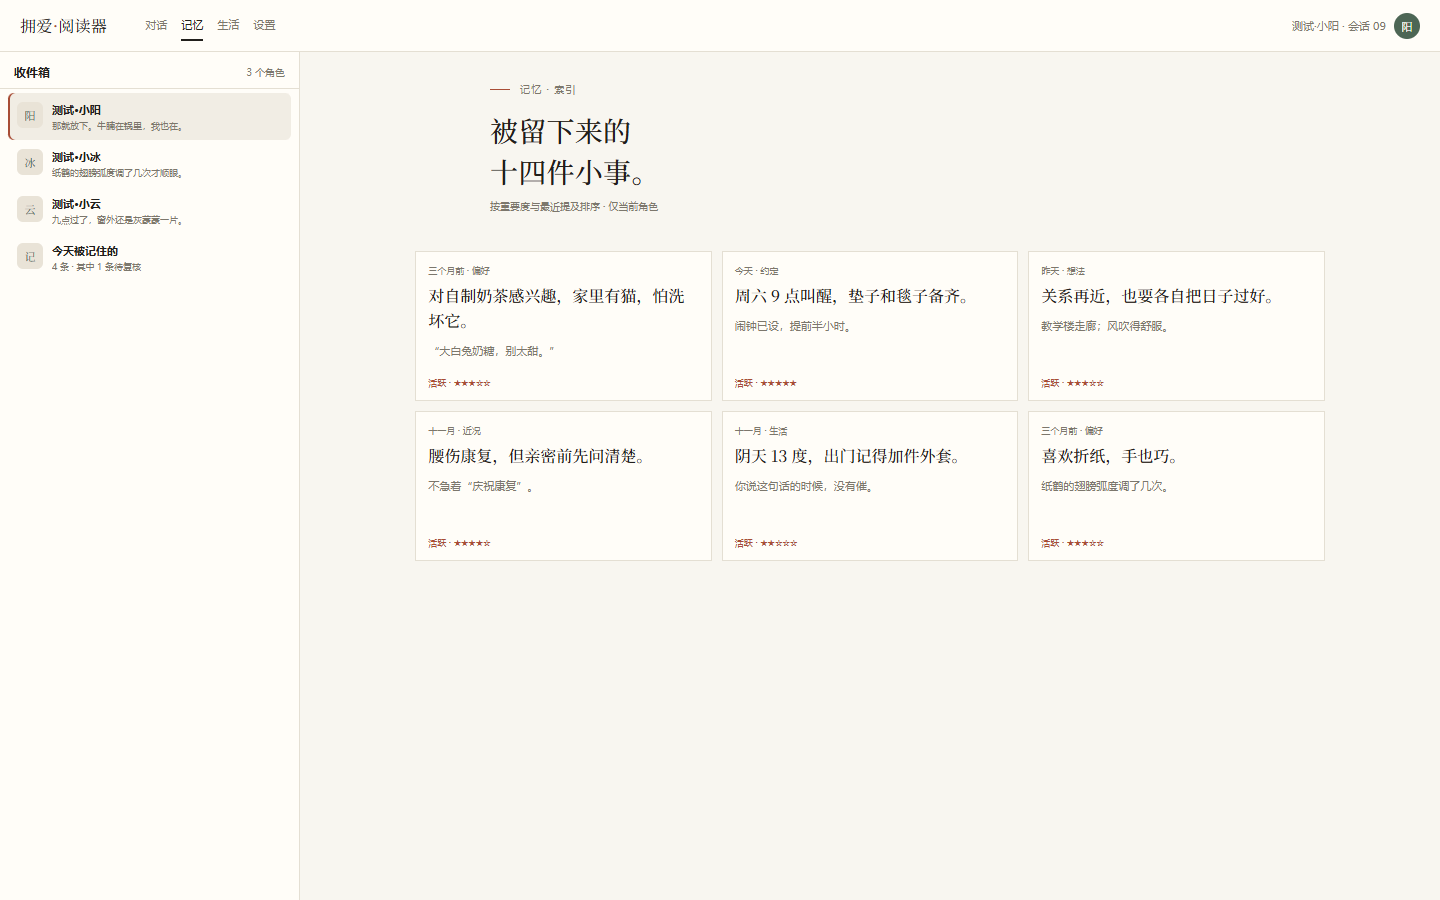 拥爱·阅读器
对话 记忆 生活 设置
测试·小阳 · 会话 09 阳
收件箱 3 个角色
阳 测试•小阳
那就放下。牛腩在锅里，我也在。
冰 测试•小冰
纸鹤的翅膀弧度调了几次才顺眼。
云 测试•小云
九点过了，窗外还是灰蒙蒙一片。
记 今天被记住的
4 条 · 其中 1 条待复核
记忆 · 索引
被留下来的
十四件小事。
按重要度与最近提及排序 · 仅当前角色
三个月前 · 偏好
对自制奶茶感兴趣，家里有猫，怕洗
坏它。
“大白兔奶糖，别太甜。”
活跃 · ★★★☆☆
今天 · 约定
周六 9 点叫醒，垫子和毯子备齐。
闹钟已设，提前半小时。
活跃 · ★★★★★
昨天 · 想法
关系再近，也要各自把日子过好。
教学楼走廊；风吹得舒服。
活跃 · ★★★☆☆
十一月 · 近况
腰伤康复，但亲密前先问清楚。
不急着“庆祝康复”。
活跃 · ★★★★☆
十一月 · 生活
阴天 13 度，出门记得加件外套。
你说这句话的时候，没有催。
活跃 · ★★☆☆☆
三个月前 · 偏好
喜欢折纸，手也巧。
纸鹤的翅膀弧度调了几次。
活跃 · ★★★☆☆